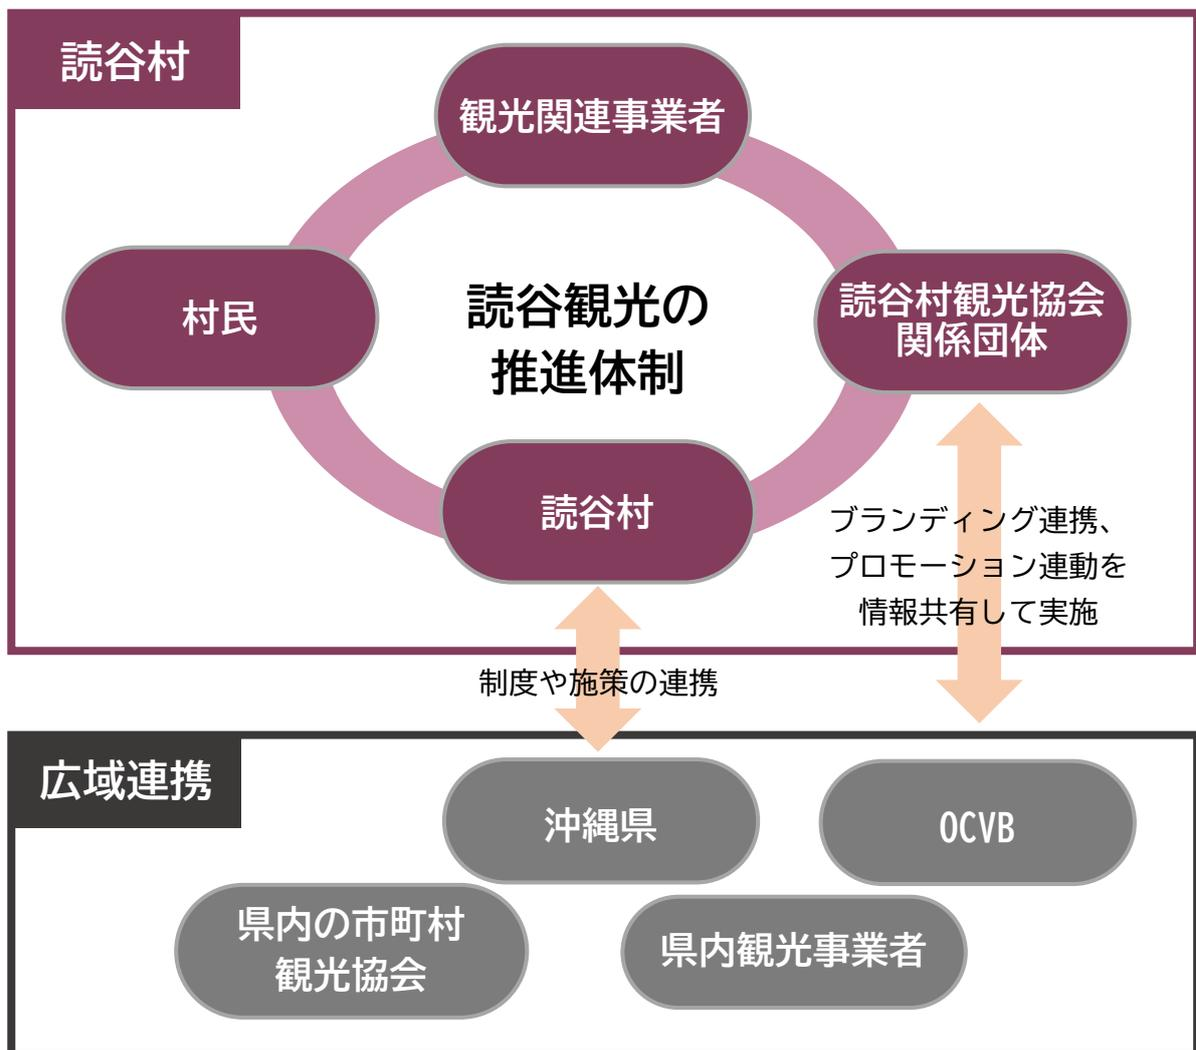 読谷村
観光関連事業者
村民
読谷観光の
推進体制
読谷村観光協会
関係団体
読谷村
ブランディング連携、
プロモーション連動を
情報共有して実施
制度や施策の連携
広域連携
沖縄県
OCVB
県内の市町村
観光協会
県内観光事業者